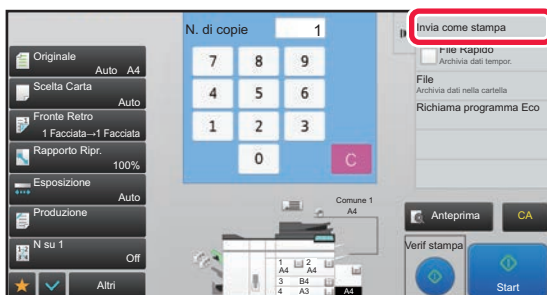 N. di copie
1
Invia come stampa
File Rapido
Archivia dati tempor.
File
Archivia dati nella cartella
Richiama programma Eco
Originale
Auto A4
Scelta Carta
Auto
Fronte Retro
1 Facciata→1 Facciata
Rapporto Ripr.
100%
Esposizione
Auto
Produzione
N su 1
Off
Altri
7 8 9
4 5 6
1 2 3
0 C
Comune 1
A4
1 2
A4 A4
3 B4
4 A3
A4
Anteprima
CA
Verif stampa
Start